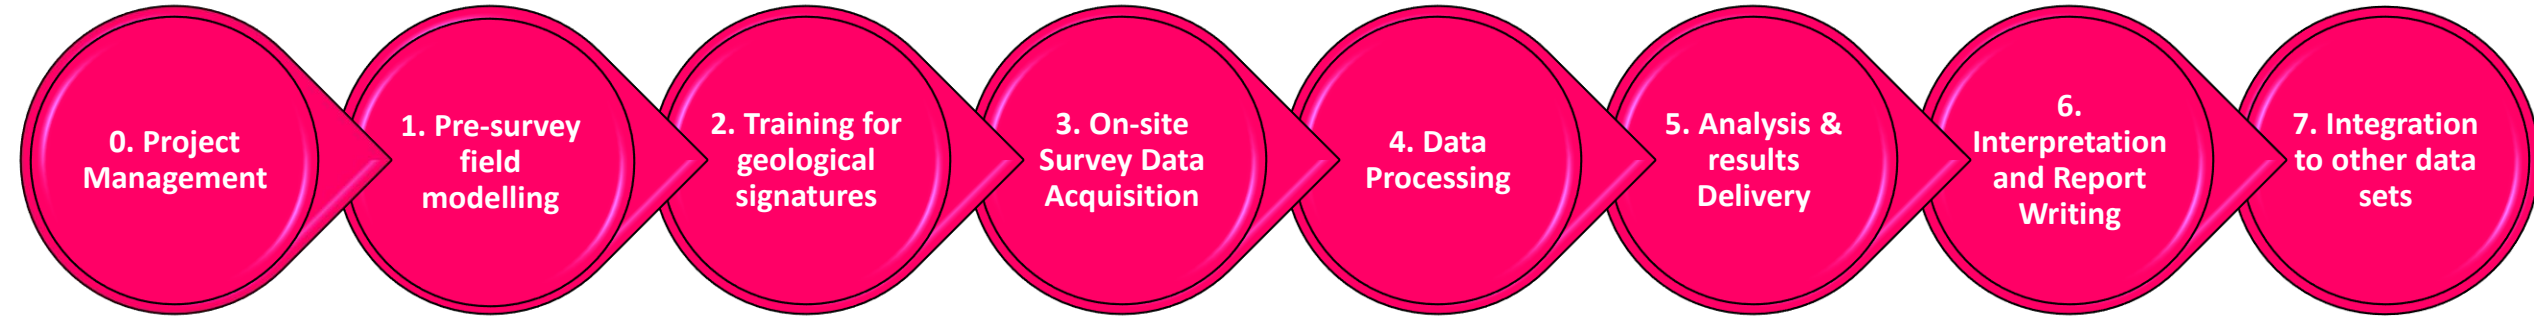 0. Project
Management
1. Pre-survey
field
modelling
2. Training for
geological
signatures
3. On-site
Survey Data
Acquisition
4. Data
Processing
5. Analysis &
results
Delivery
6.
Interpretation
and Report
Writing
7. Integration
to other data
sets